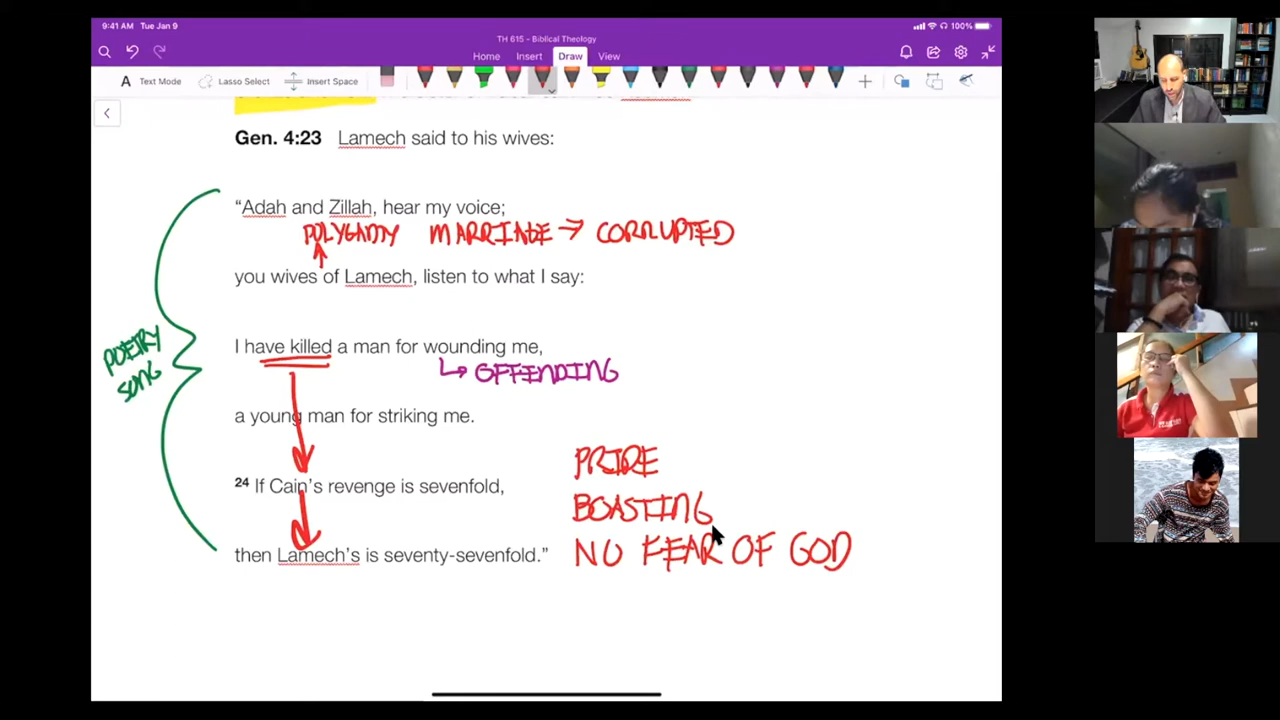 9:41 AM Tue Jan 9
100%
TH 615 - Biblical Theology
Home Insert Draw View
A Text Mode Lasso Select Insert Space
Gen. 4:23 Lamech said to his wives:
“Adah and Zillah, hear my voice;
POLYGAMY MARRIAGE → CORRUPTED
you wives of Lamech, listen to what I say:
I have killed a man for wounding me,
POETRY
SONG
OFFENDING
a young man for striking me.
PRIDE
24 If Cain’s revenge is sevenfold,
BOASTING
then Lamech’s is seventy-sevenfold.”
NO FEAR OF GOD